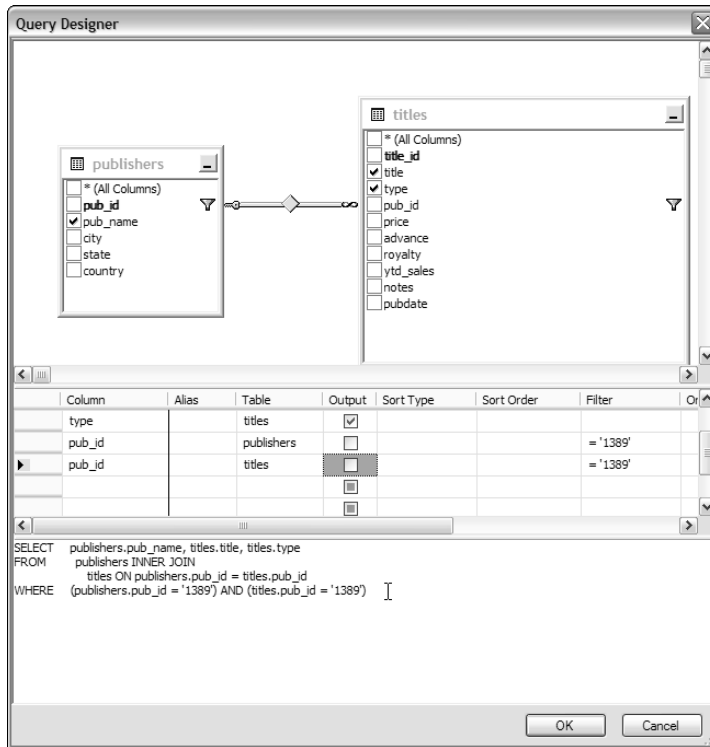 Query Designer
publishers
* (All Columns)
pub_id
pub_name
city
state
country
titles
* (All Columns)
title_id
title
type
pub_id
price
advance
royalty
ytd_sales
notes
pubdate
Column Alias Table Output Sort Type Sort Order Filter Or
type titles
pub_id publishers = '1389'
pub_id titles = '1389'
SELECT publishers.pub_name, titles.title, titles.type
FROM publishers INNER JOIN
titles ON publishers.pub_id = titles.pub_id
WHERE (publishers.pub_id = '1389') AND (titles.pub_id = '1389')
OK Cancel